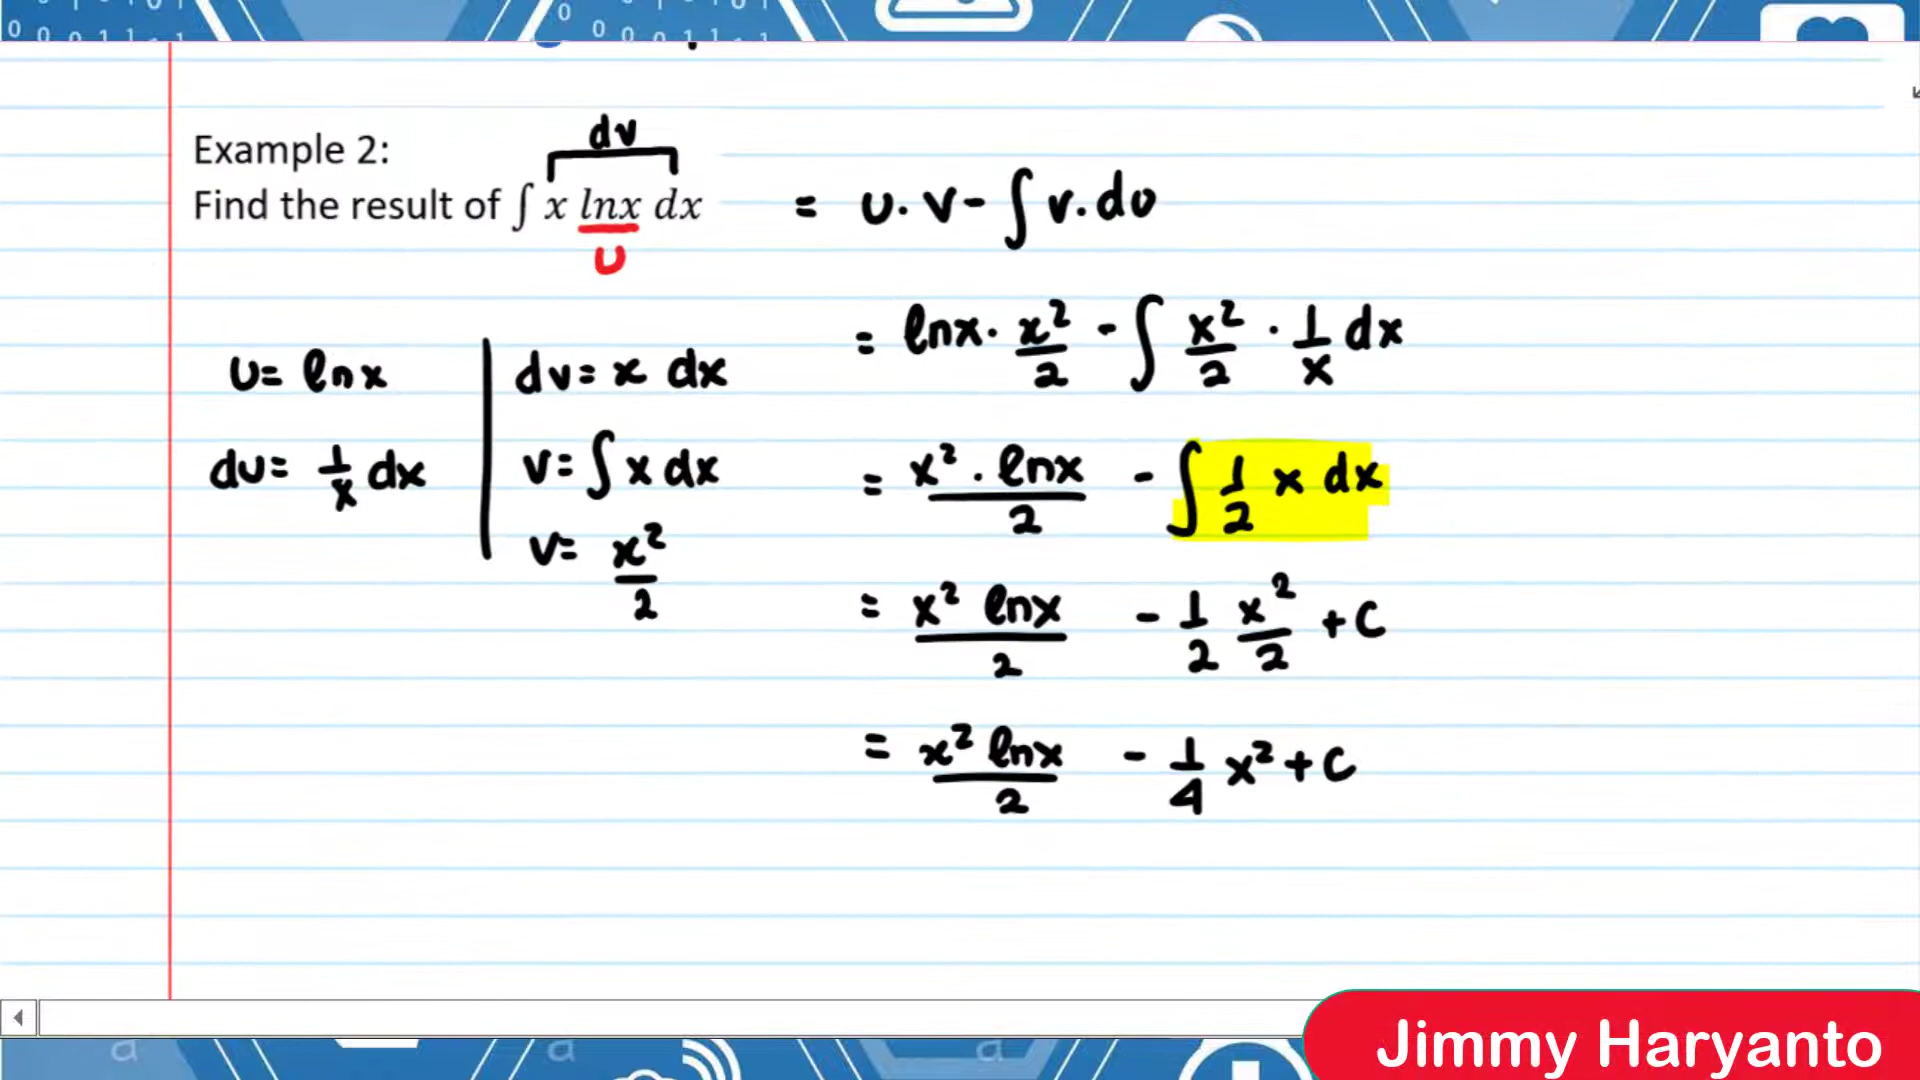 Example 2:
dv
Find the result of ∫ x lnx dx = u. v - ∫ v. du
u
= lnx · x²/2 - ∫ x²/2 · 1/x dx
u= lnx | dv= x dx
du= 1/x dx | v= ∫ x dx
v= x²/2
= x² . lnx/2 - ∫ 1/2 x dx
= x² lnx/2 - 1/2 x²/2 + C
= x² lnx/2 - 1/4 x² + C
Jimmy Haryanto